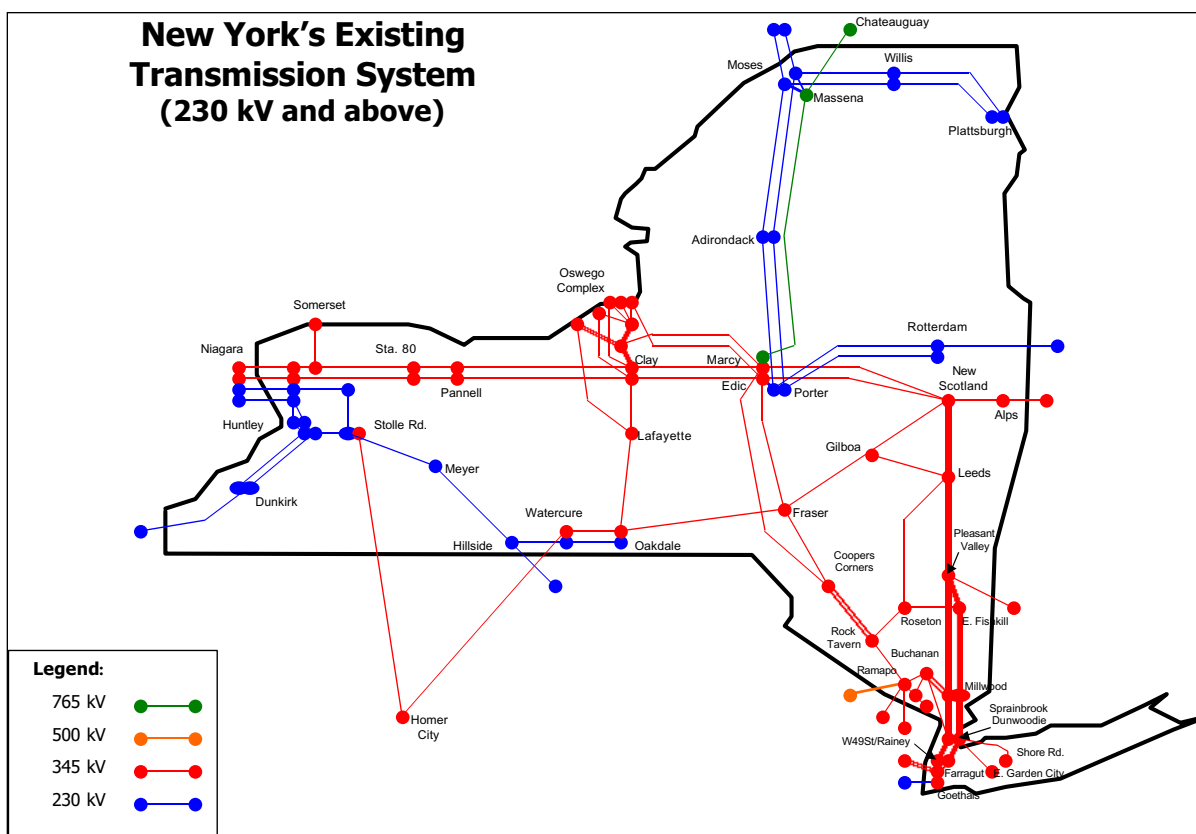 New York's Existing
Transmission System
(230 kV and above)
Chateauguay
Moses
Willis
Massena
Plattsburgh
Adirondack
Oswego
Complex
Somerset
Rotterdam
Niagara
Sta. 80
Clay
Marcy
Pannell
Edic
Porter
New
Scotland
Alps
Huntley
Stolle Rd.
Lafayette
Gilboa
Leeds
Meyer
Dunkirk
Watercure
Fraser
Pleasant
Valley
Hillside
Oakdale
Coopers
Corners
Roseton
E. Fishkill
Rock
Tavern
Buchanan
Ramapo
Millwood
Homer
City
Sprainbrook
Dunwoodie
W49St/Rainey
Shore Rd.
Farragut
E. Garden City
Goethals
Legend:
765 kV
500 kV
345 kV
230 kV